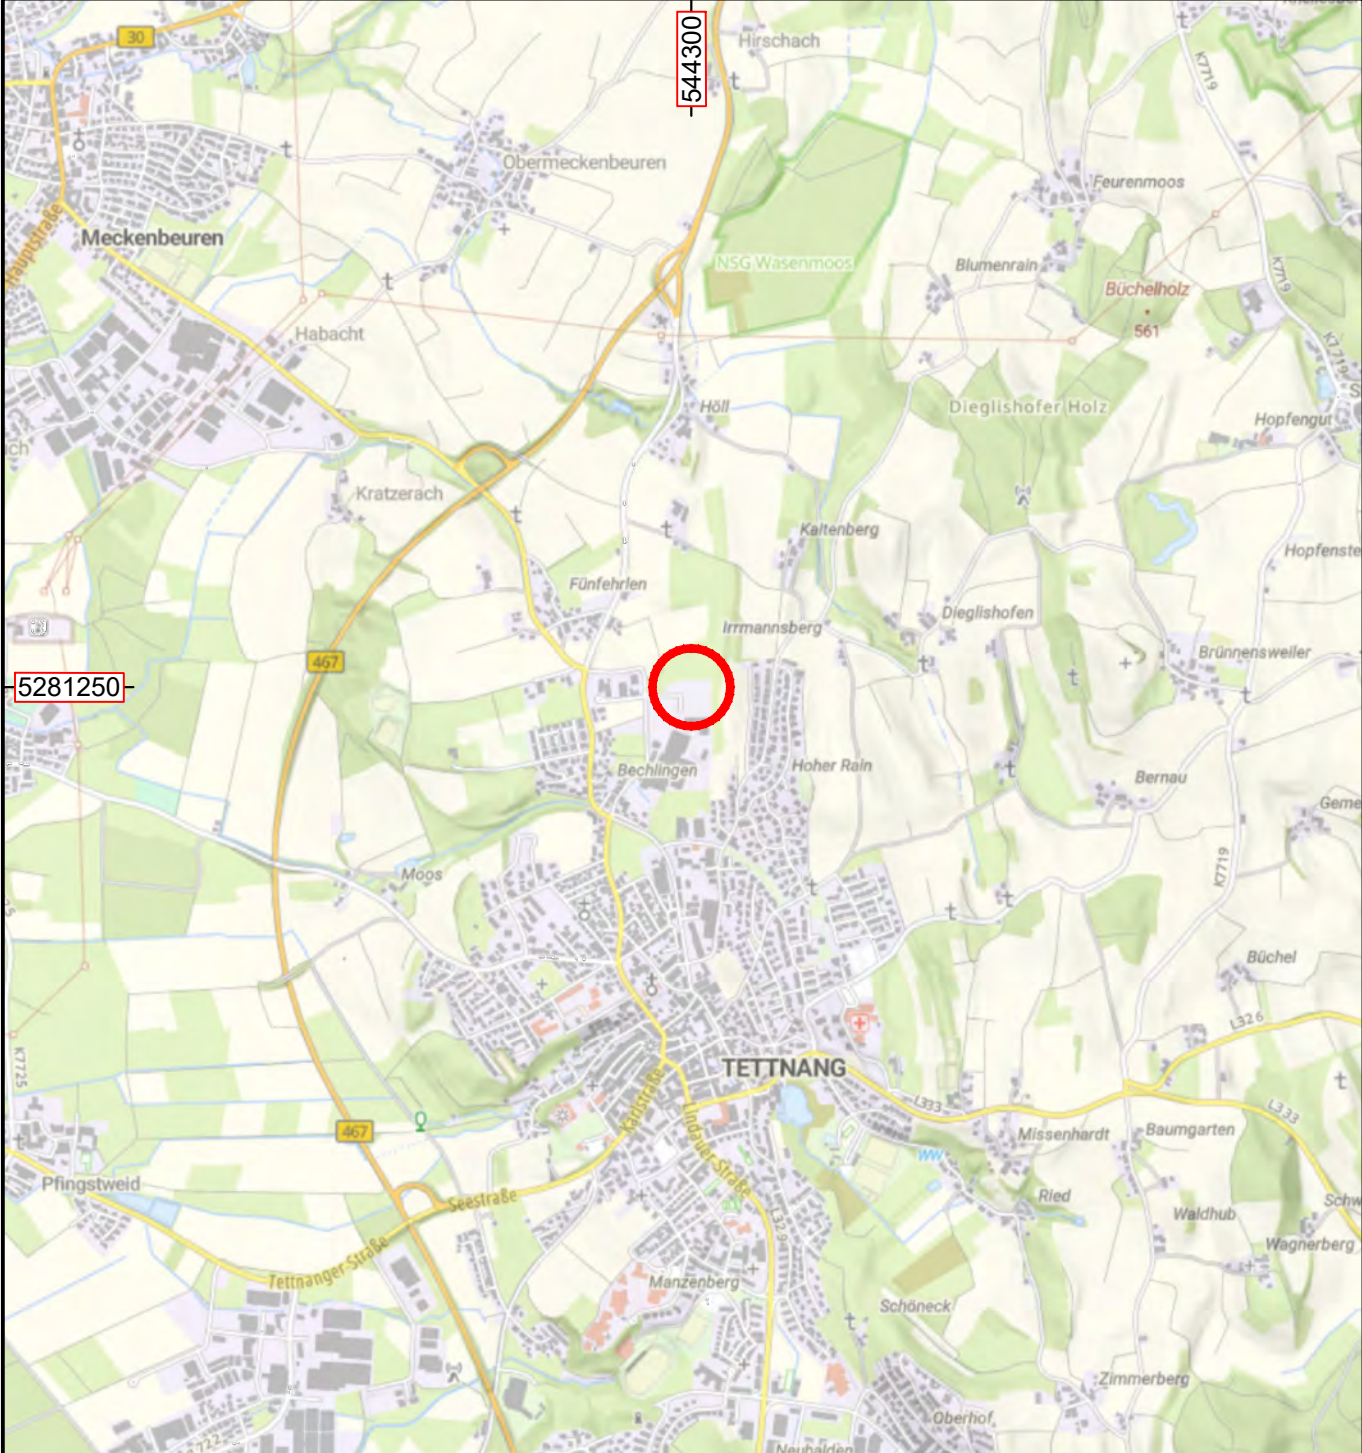 30
544300
Hirschach
K7719
Obermeckenbeuren
Feurenmoos
Hauptstraße
Meckenbeuren
NSG Wasenmoos
Blumenrain
K7719
Büchelholz
561
Habacht
K7719
Höll
Dieglishofer Holz
Hopfengut
Kratzerach
Kaltenberg
Hopfenste
Fünfehrlen
Dieglishofen
Irrmannsberg
Brünnensweiler
467
5281250
Bechlingen
Hoher Rain
Bernau
Geme
Moos
K7719
Büchel
L326
K7725
TETTNANG
Karlstraße
L333
L333
467
Lindauer-Straße
Missenhardt
Baumgarten
WW
Pfingstweid
Seestraße
Ried
Schw
Waldhub
L329
Wagnerberg
Tettnanger-Straße
Manzenberg
Schöneck
Zimmerberg
Oberhof
Neuhalden